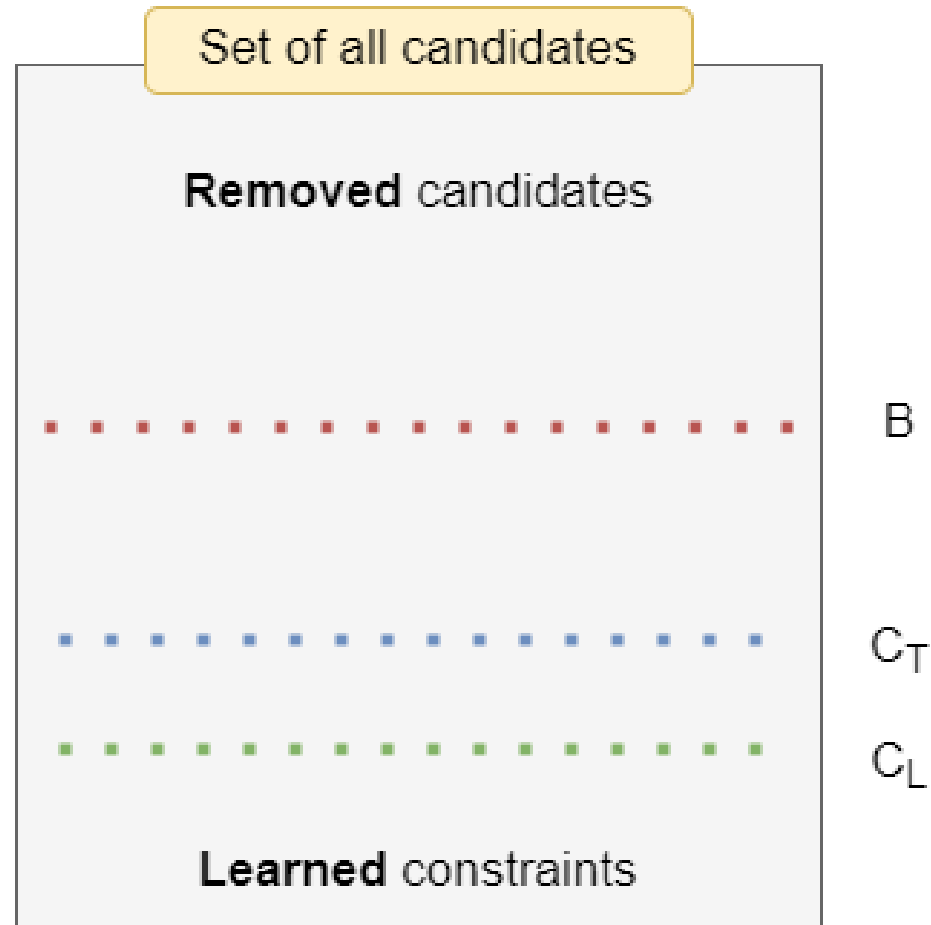 Set of all candidates
Removed candidates
B
C_T
C_L
Learned constraints